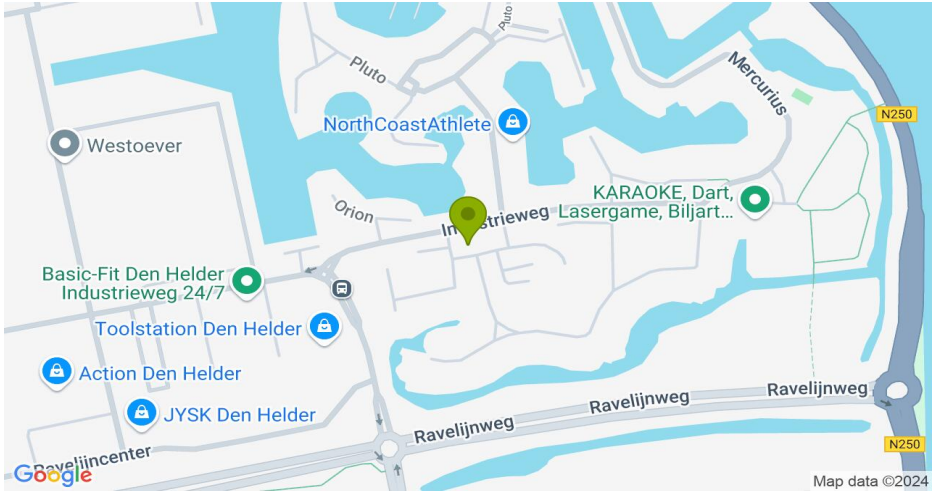 Pluto
Pluto
Mercurius
N250
NorthCoastAthlete
Westoever
KARAOKE, Dart,
Lasergame, Biljart...
Orion
Industrieweg
Basic-Fit Den Helder
Industrieweg 24/7
Toolstation Den Helder
Action Den Helder
JYSK Den Helder
Ravelijnweg
Ravelijnweg
Ravelijnweg
N250
Ravelijncenter
Google
Map data ©2024